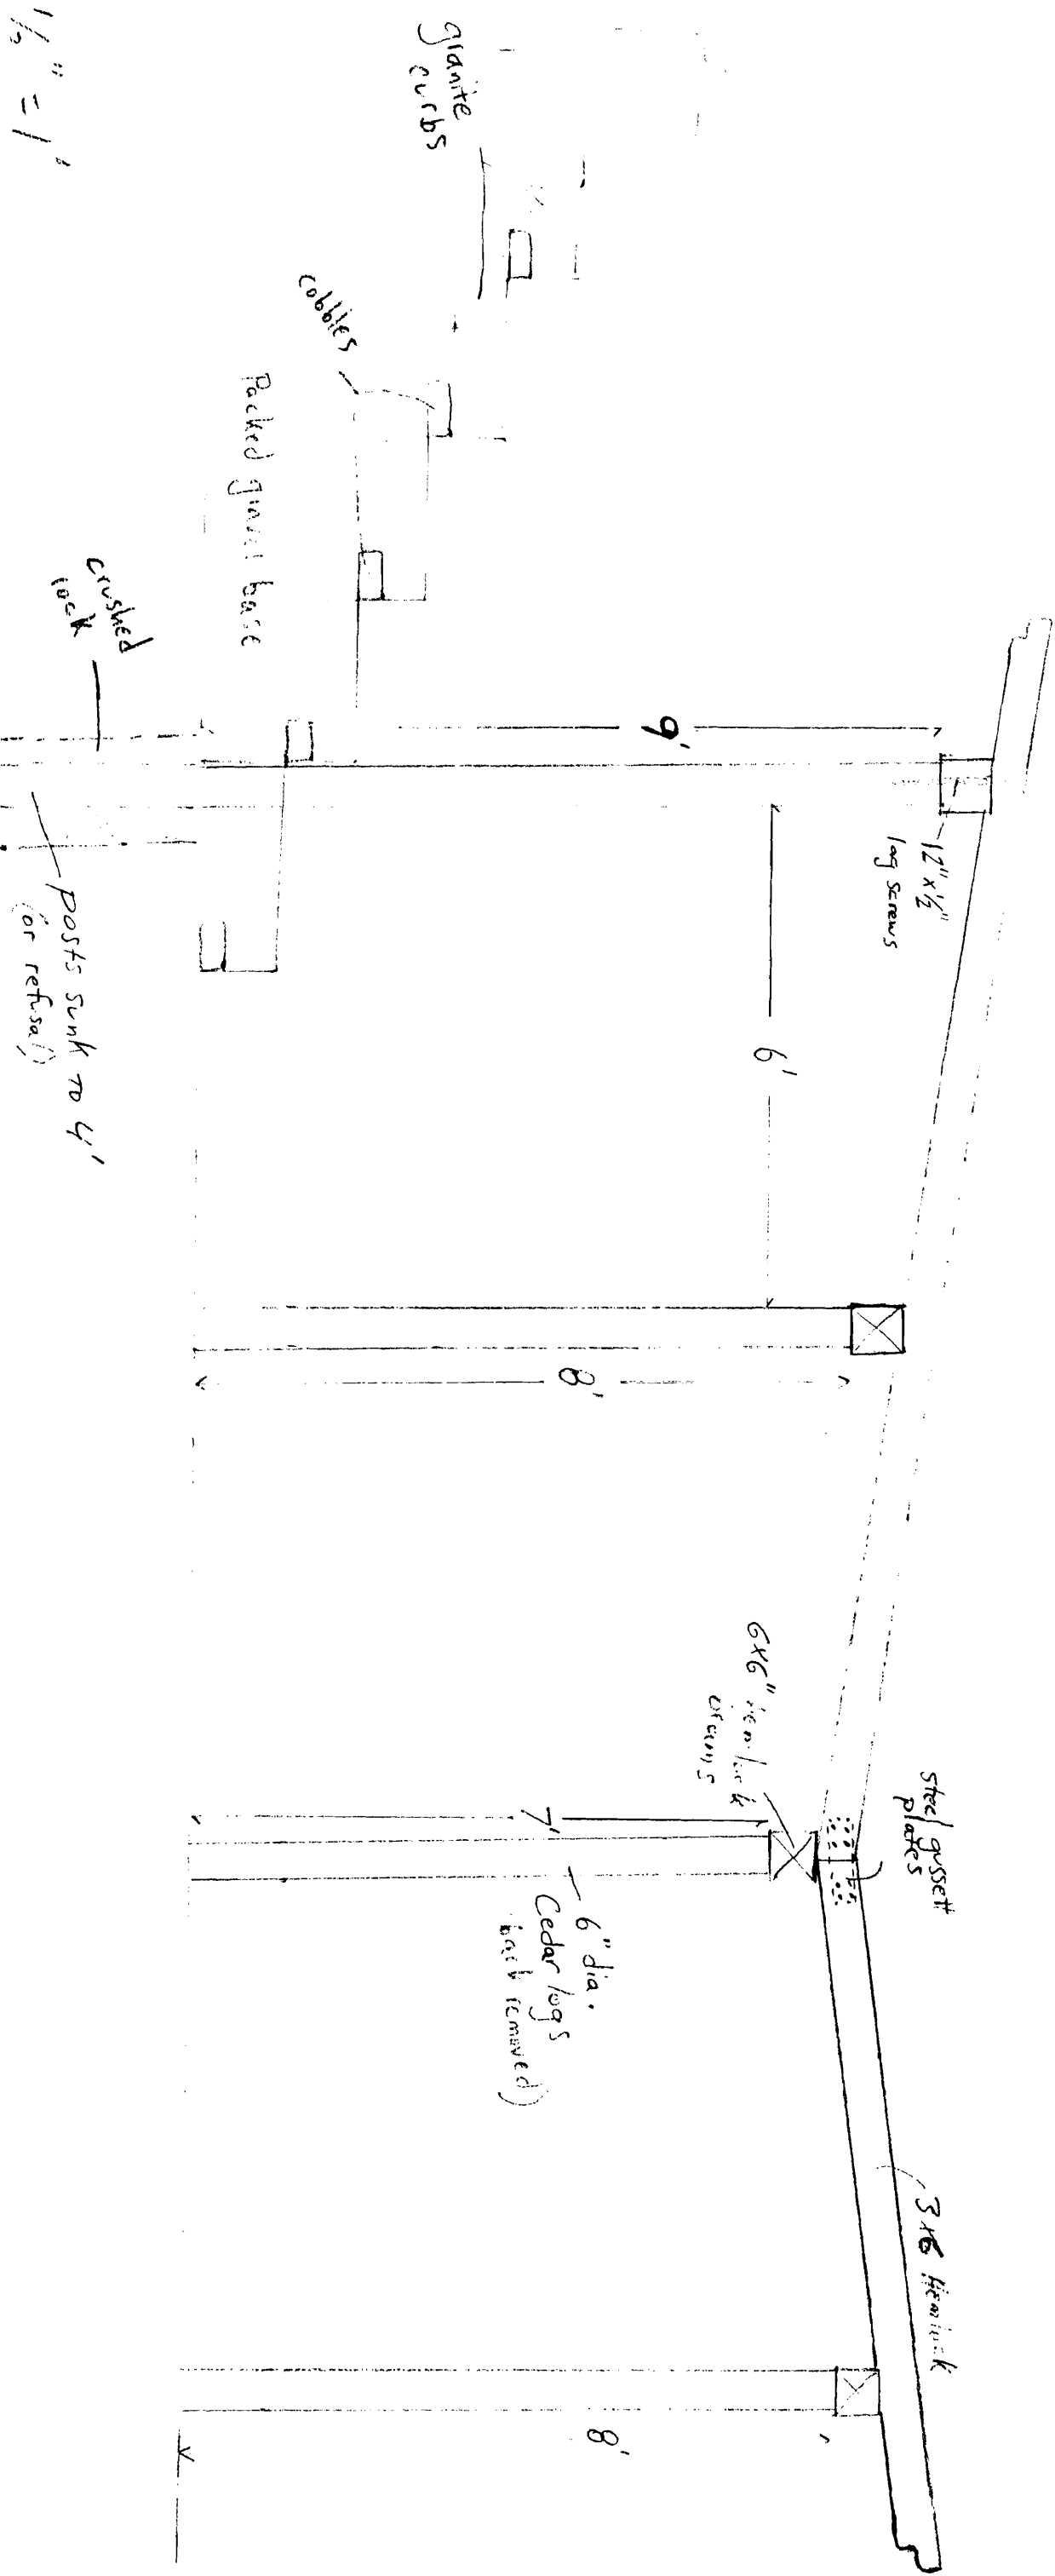 granite
curbs
cobbles
Packed gravel base
crushed
rock
posts sunk to 4'
(or refusal)
9'
12" x ½"
lag screws
6'
8'
6x6" Hemlock
steel gussett
plates
7'
6" dia.
Cedar logs
bark removed)
3x6 Hemlock
8'
½" = 1'